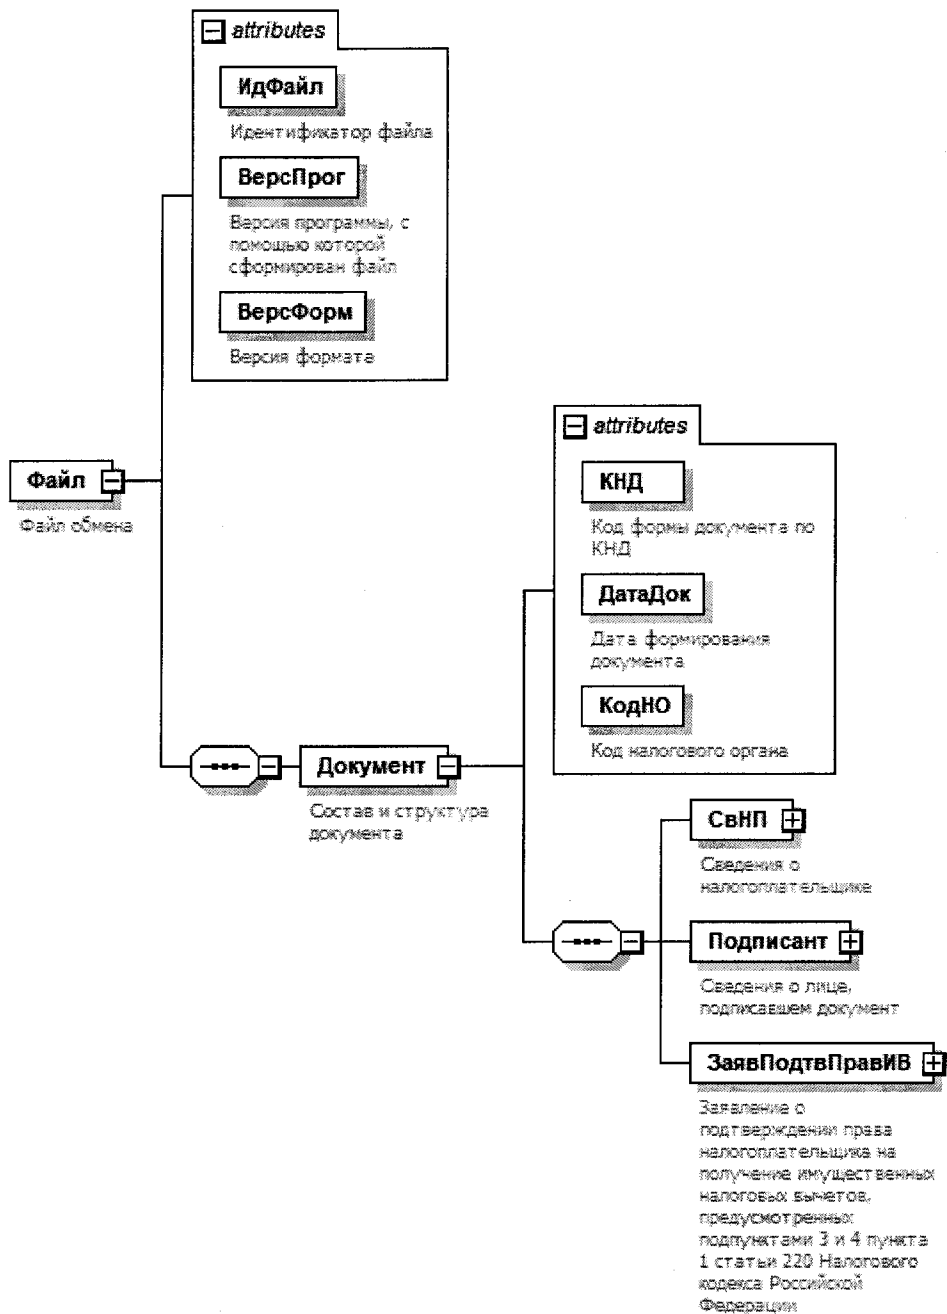 attributes
ИдФайл
Идентификатор файла
ВерсПрог
Версия программы, с
помощью которой
сформирован файл
ВерсФорм
Версия формата
Файл
Файл обмена
attributes
КНД
Код формы документа по
КНД
ДатаДок
Дата формирования
документа
КодНО
Код налогового органа
Документ
Состав и структура
документа
СвНП
Сведения о
налогоплательщике
Подписант
Сведения о лице,
подписавшем документ
ЗаявПодтвПравИВ
Заявление о
подтверждении права
налогоплательщика на
получение имущественных
налоговых вычетов,
предусмотренных
подпунктами 3 и 4 пункта
1 статьи 220 Налогового
кодекса Российской
Федерации